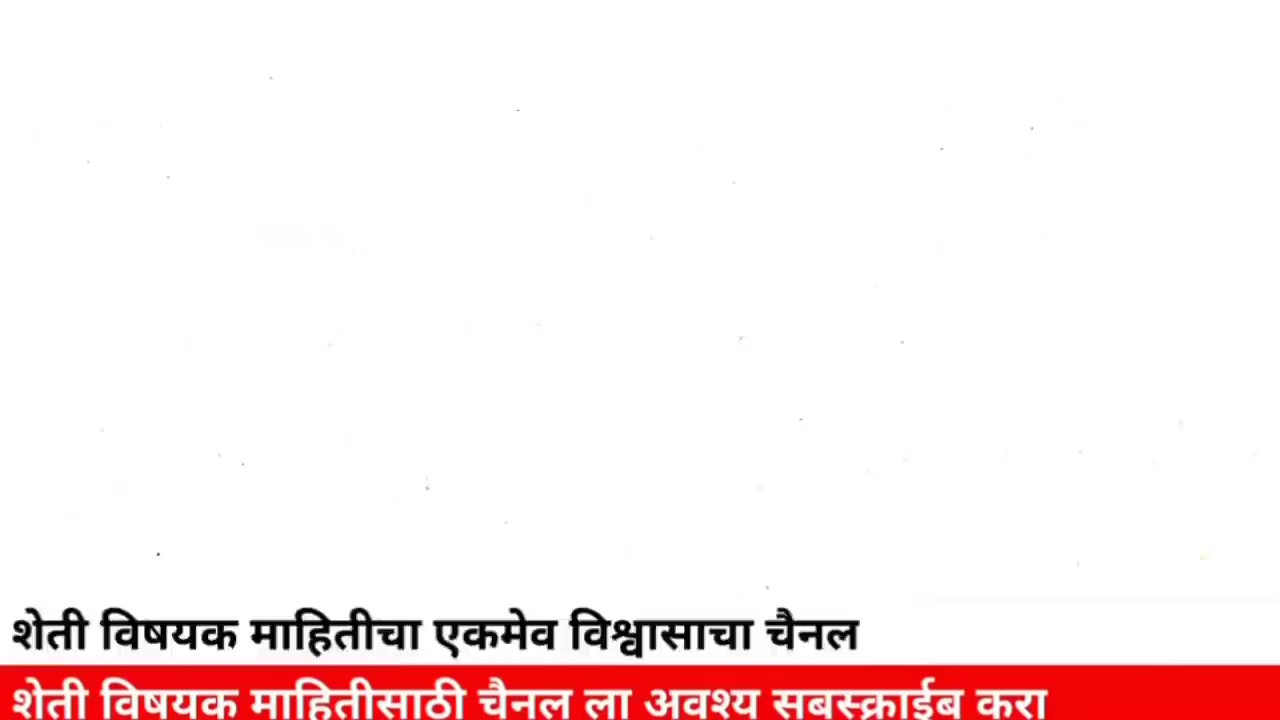 शेती विषयक माहितीचा एकमेव विश्वासाचा चैनल
शेती विषयक माहितीसाठी चैनल ला अवश्य सबस्क्राईब करा